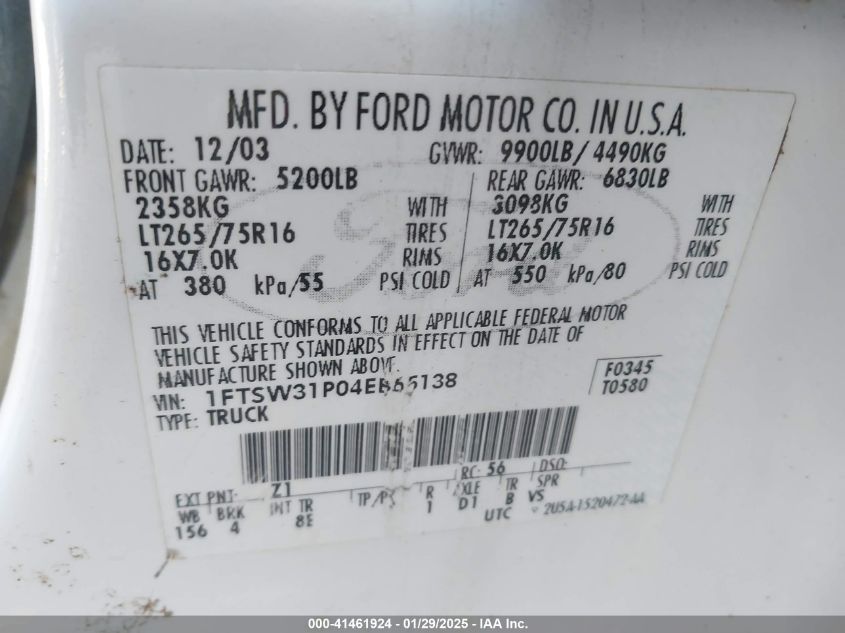 MFD. BY FORD MOTOR CO. IN U.S.A.
DATE: 12/03 GVWR: 9900LB/ 4490KG
FRONT GAWR: 5200LB REAR GAWR: 6830LB
2358KG WITH 3098KG WITH
LT265/75R16 TIRES LT265/75R16 TIRES
16X7.0K RIMS 16X7.0K RIMS
AT 380 kPa/55 PSI COLD AT 550 kPa/80 PSI COLD
Ford
THIS VEHICLE CONFORMS TO ALL APPLICABLE FEDERAL MOTOR
VEHICLE SAFETY STANDARDS IN EFFECT ON THE DATE OF
MANUFACTURE SHOWN ABOVE.
VIN: 1FTSW31P04EB65138 F0345
TYPE: TRUCK T0580
RC: 56 DSO:
EXT PNT: Z1
WB BRK INT TR TP/PS R AXLE TR SPR
156 4 8E 1 D1 B VS
UTC 2U5A-1520472-AA
000-41461924 | 01/29/2025 - IAA Inc.